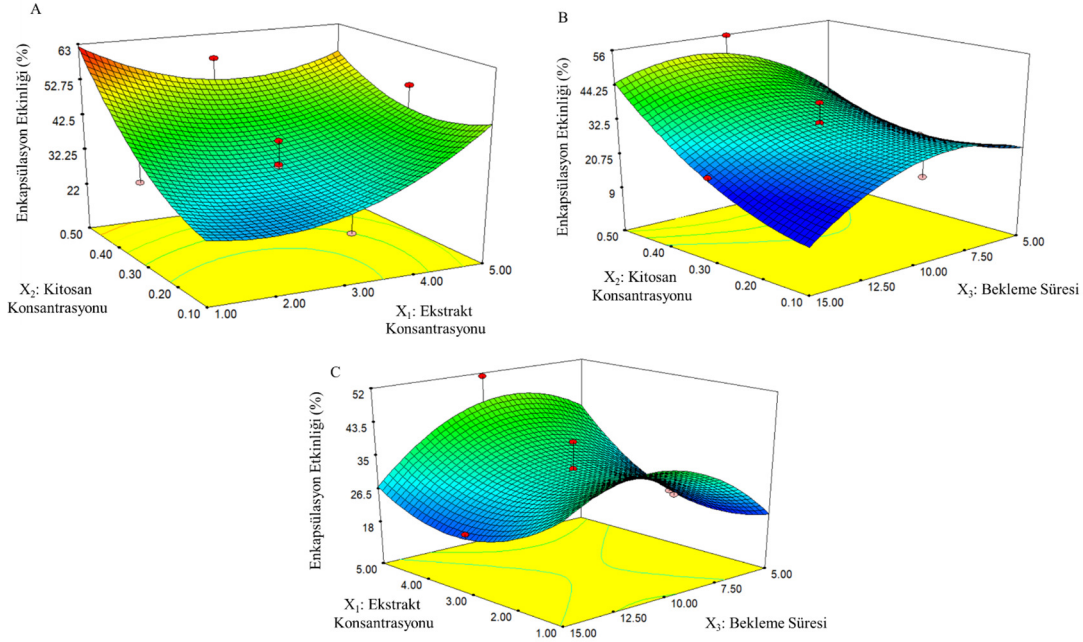 A
Enkapsülasyon Etkinliği (%)
63
52.75
42.5
32.25
22
0.50
0.40
0.30
0.20
0.10
X₂: Kitosan
Konsantrasyonu
1.00
2.00
3.00
4.00
5.00
X₁: Ekstrakt
Konsantrasyonu
B
Enkapsülasyon Etkinliği (%)
56
44.25
32.5
20.75
9
0.50
0.40
0.30
0.20
0.10
X₂: Kitosan
Konsantrasyonu
15.00
12.50
10.00
7.50
5.00
X₃: Bekleme Süresi
C
Enkapsülasyon Etkinliği (%)
52
43.5
35
26.5
18
5.00
4.00
3.00
2.00
1.00
X₁: Ekstrakt
Konsantrasyonu
15.00
12.50
10.00
7.50
5.00
X₃: Bekleme Süresi